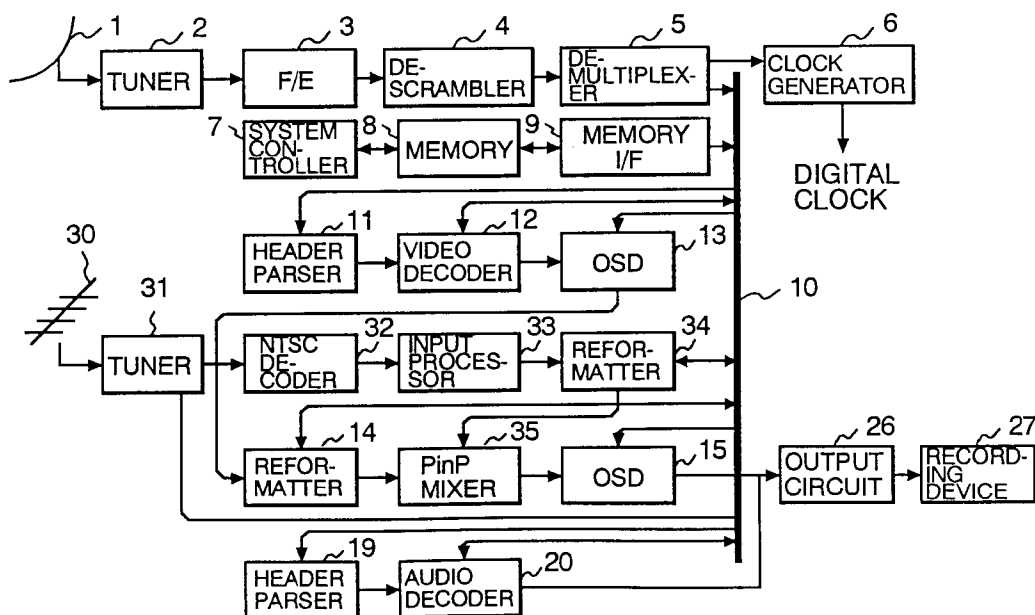 1
2
3
4
5
6
TUNER
F/E
DE-
SCRAMBLER
DE-
MULTIPLEX-
ER
CLOCK
GENERATOR
7
8
9
SYSTEM
CON-
TROLLER
MEMORY
MEMORY
I/F
DIGITAL
CLOCK
11
12
13
HEADER
PARSER
VIDEO
DECODER
OSD
10
30
31
32
33
34
TUNER
NTSC
DE-
CODER
INPUT
PROCES-
SOR
REFOR-
MATTER
14
35
15
26
27
REFOR-
MATTER
PinP
MIXER
OSD
OUTPUT
CIRCUIT
RECORD-
ING
DEVICE
19
20
HEADER
PARSER
AUDIO
DECODER